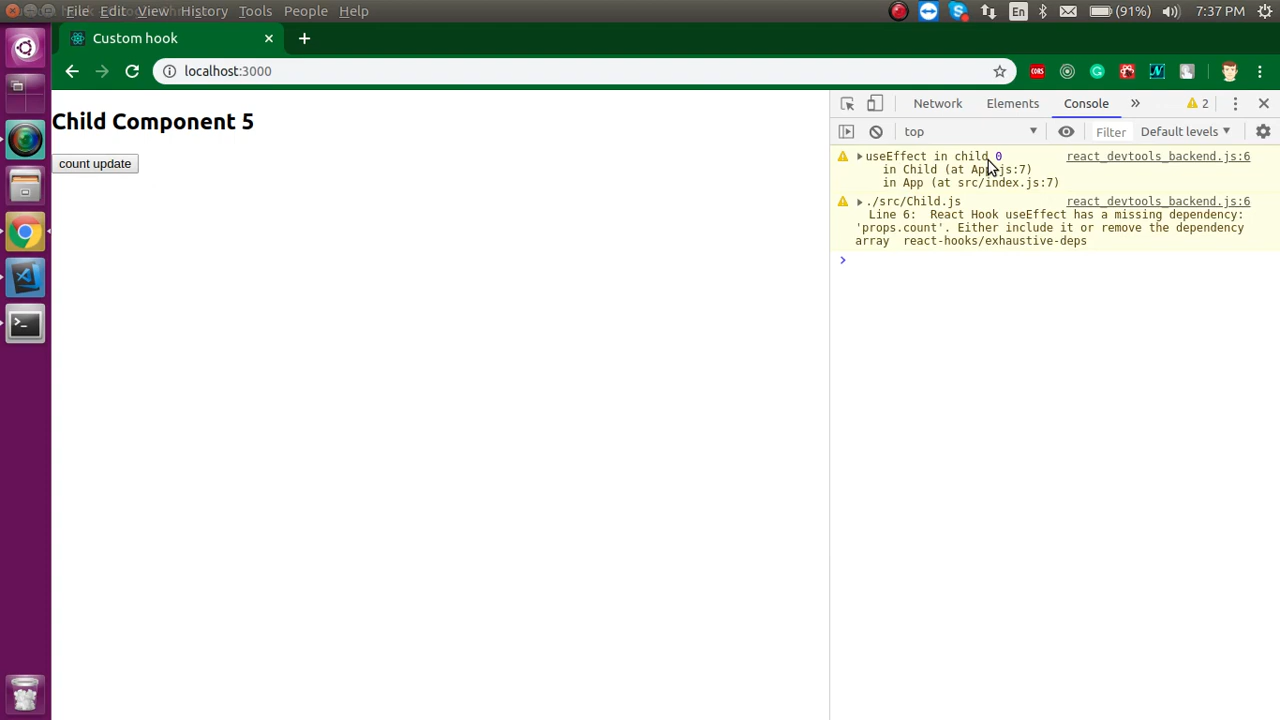 File Edit View History Tools People Help
En (91%) 7:37 PM
Custom hook
localhost:3000
CORS
Child Component 5
count update
Network Elements Console » 2
top Filter Default levels
useEffect in child 0 react_devtools_backend.js:6
in Child (at App.js:7)
in App (at src/index.js:7)
./src/Child.js react_devtools_backend.js:6
Line 6: React Hook useEffect has a missing dependency:
'props.count'. Either include it or remove the dependency
array react-hooks/exhaustive-deps